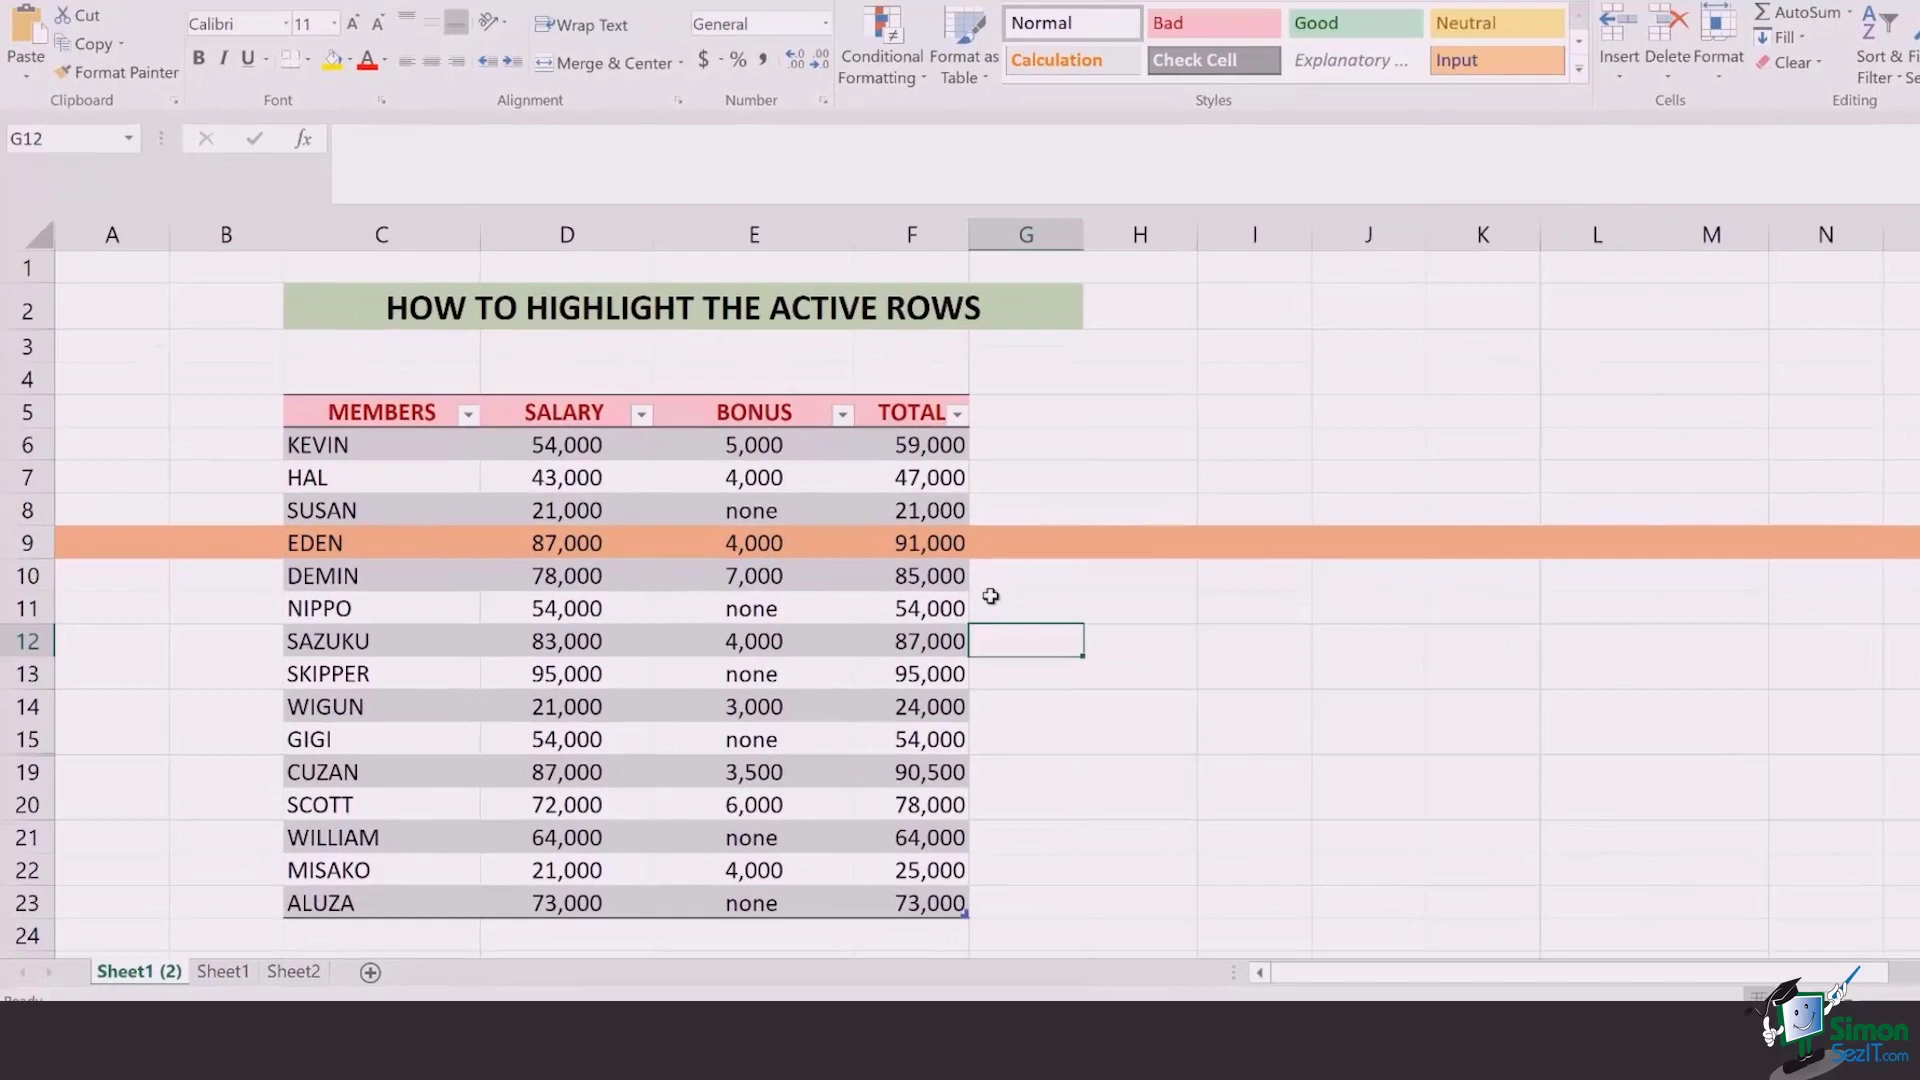 Cut
Copy
Format Painter
Paste
Clipboard
Calibri 11 A A
B I U A
Font
Wrap Text
Merge & Center
Alignment
General
$ % , .00 .00
Number
Conditional Formatting
Format as Table
Normal Bad Good Neutral
Calculation Check Cell Explanatory ... Input
Styles
Insert Delete Format
Cells
AutoSum
Fill
Clear
Sort &
Filter
Editing
G12 fx
A B C D E F G H I J K L M N
1
2 HOW TO HIGHLIGHT THE ACTIVE ROWS
3
4
5 MEMBERS SALARY BONUS TOTAL
6 KEVIN 54,000 5,000 59,000
7 HAL 43,000 4,000 47,000
8 SUSAN 21,000 none 21,000
9 EDEN 87,000 4,000 91,000
10 DEMIN 78,000 7,000 85,000
11 NIPPO 54,000 none 54,000
12 SAZUKU 83,000 4,000 87,000
13 SKIPPER 95,000 none 95,000
14 WIGUN 21,000 3,000 24,000
15 GIGI 54,000 none 54,000
19 CUZAN 87,000 3,500 90,500
20 SCOTT 72,000 6,000 78,000
21 WILLIAM 64,000 none 64,000
22 MISAKO 21,000 4,000 25,000
23 ALUZA 73,000 none 73,000
24
Sheet1 (2) Sheet1 Sheet2
Simon
SezIT.com